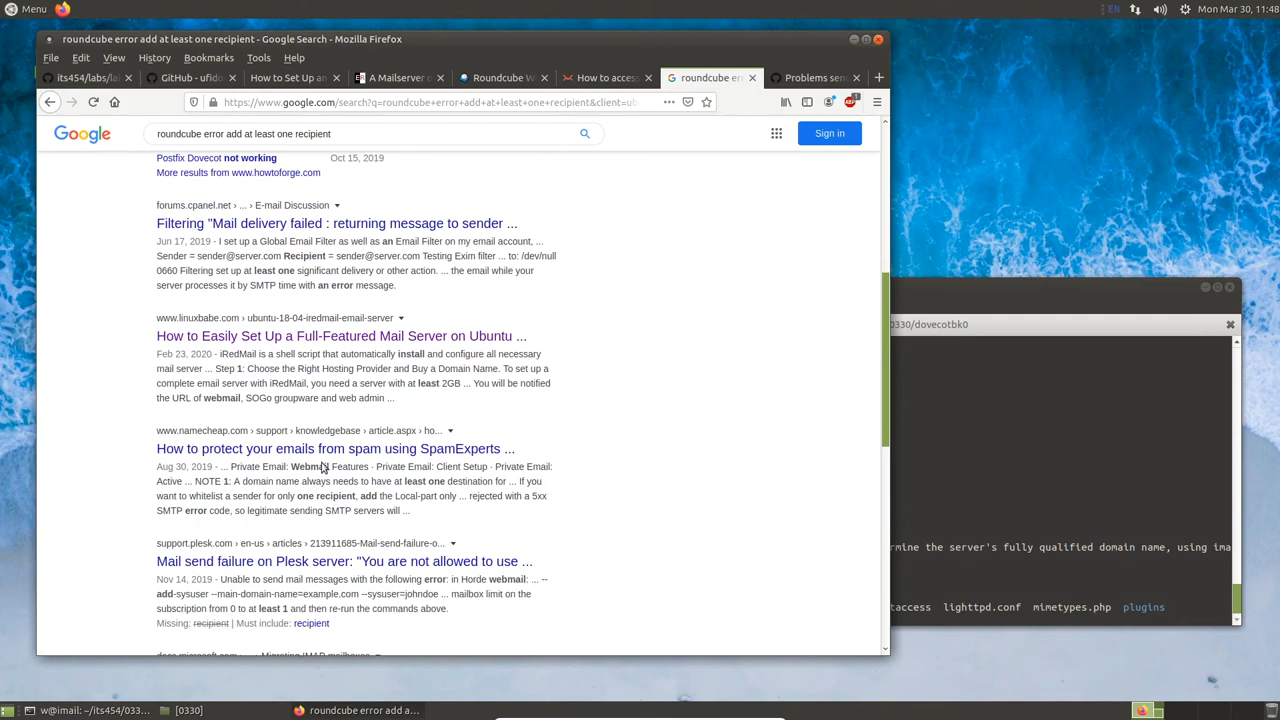 Menu
EN
Mon Mar 30, 11:48
roundcube error add at least one recipient - Google Search - Mozilla Firefox
File Edit View History Bookmarks Tools Help
its454/labs/la
GitHub - ufido
How to Set Up an
A Mailserver o
Roundcube W
How to access
roundcube err
Problems send
https://www.google.com/search?q=roundcube+error+add+at+least+one+recipient&client=ub
ABP
1
Google
roundcube error add at least one recipient
Sign in
Postfix Dovecot not working
Oct 15, 2019
More results from www.howtoforge.com
forums.cpanel.net › ... › E-mail Discussion
Filtering "Mail delivery failed : returning message to sender ...
Jun 17, 2019 - I set up a Global Email Filter as well as an Email Filter on my email account, ...
Sender = sender@server.com Recipient = sender@server.com Testing Exim filter ... to: /dev/null
0660 Filtering set up at least one significant delivery or other action. ... the email while your
server processes it by SMTP time with an error message.
www.linuxbabe.com › ubuntu-18-04-iredmail-email-server
How to Easily Set Up a Full-Featured Mail Server on Ubuntu ...
Feb 23, 2020 - iRedMail is a shell script that automatically install and configure all necessary
mail server ... Step 1: Choose the Right Hosting Provider and Buy a Domain Name. To set up a
complete email server with iRedMail, you need a server with at least 2GB ... You will be notified
the URL of webmail, SOGo groupware and web admin ...
www.namecheap.com › support › knowledgebase › article.aspx › ho...
How to protect your emails from spam using SpamExperts ...
Aug 30, 2019 - ... Private Email: Webmail Features · Private Email: Client Setup · Private Email:
Active ... NOTE 1: A domain name always needs to have at least one destination for ... If you
want to whitelist a sender for only one recipient, add the Local-part only ... rejected with a 5xx
SMTP error code, so legitimate sending SMTP servers will ...
support.plesk.com › en-us › articles › 213911685-Mail-send-failure-o...
Mail send failure on Plesk server: "You are not allowed to use ...
Nov 14, 2019 - Unable to send mail messages with the following error: in Horde webmail: ... --
add-sysuser --main-domain-name=example.com --sysuser=johndoe ... mailbox limit on the
subscription from 0 to at least 1 and then re-run the commands above.
Missing: recipient | Must include: recipient
docs.microsoft.com › ... › Migrating IMAP mailboxes
0330/dovecotbk0
rmine the server's fully qualified domain name, using ima
taccess lighttpd.conf mimetypes.php plugins
w@imail: ~/its454/033...
[0330]
roundcube error add a...